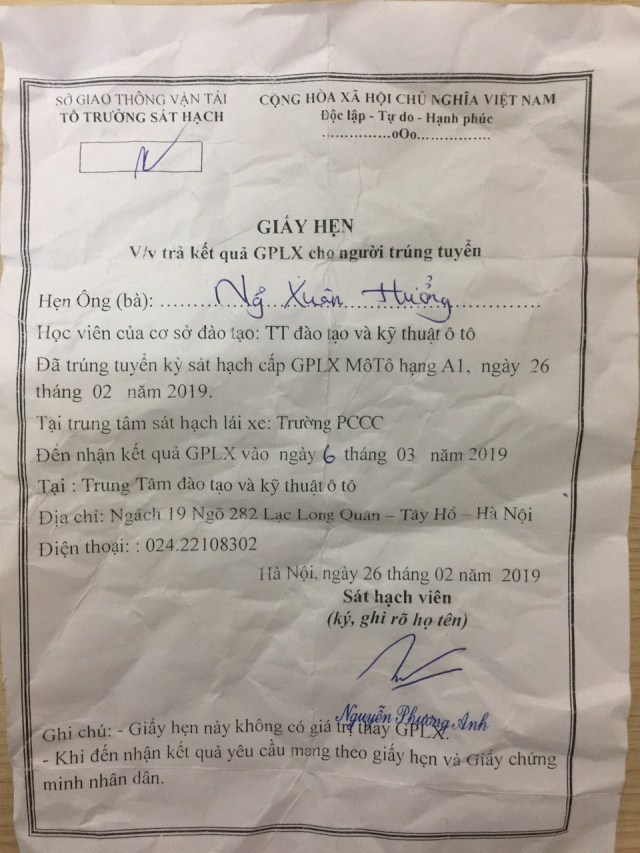 SỞ GIAO THÔNG VẬN TẢI
TỔ TRƯỞNG SÁT HẠCH
CỘNG HÒA XÃ HỘI CHỦ NGHĨA VIỆT NAM
Độc lập - Tự do - Hạnh phúc
..............oOo..............
GIẤY HẸN
V/v trả kết quả GPLX cho người trúng tuyển
Hẹn Ông (bà): Ng Xuân Hưởng
Học viên của cơ sở đào tạo: TT đào tạo và kỹ thuật ô tô
Đã trúng tuyển kỳ sát hạch cấp GPLX MôTô hạng A1, ngày 26
tháng 02 năm 2019.
Tại trung tâm sát hạch lái xe: Trường PCCC
Đến nhận kết quả GPLX vào ngày 6 tháng 03 năm 2019
Tại : Trung Tâm đào tạo và kỹ thuật ô tô
Địa chỉ: Ngách 19 Ngõ 282 Lạc Long Quân – Tây Hồ – Hà Nội
Điện thoại: : 024.22108302
Hà Nội, ngày 26 tháng 02 năm 2019
Sát hạch viên
(ký, ghi rõ họ tên)
Nguyễn Phương Anh
Ghi chú: - Giấy hẹn này không có giá trị thay GPLX.
- Khi đến nhận kết quả yêu cầu mang theo giấy hẹn và Giấy chứng
minh nhân dân.